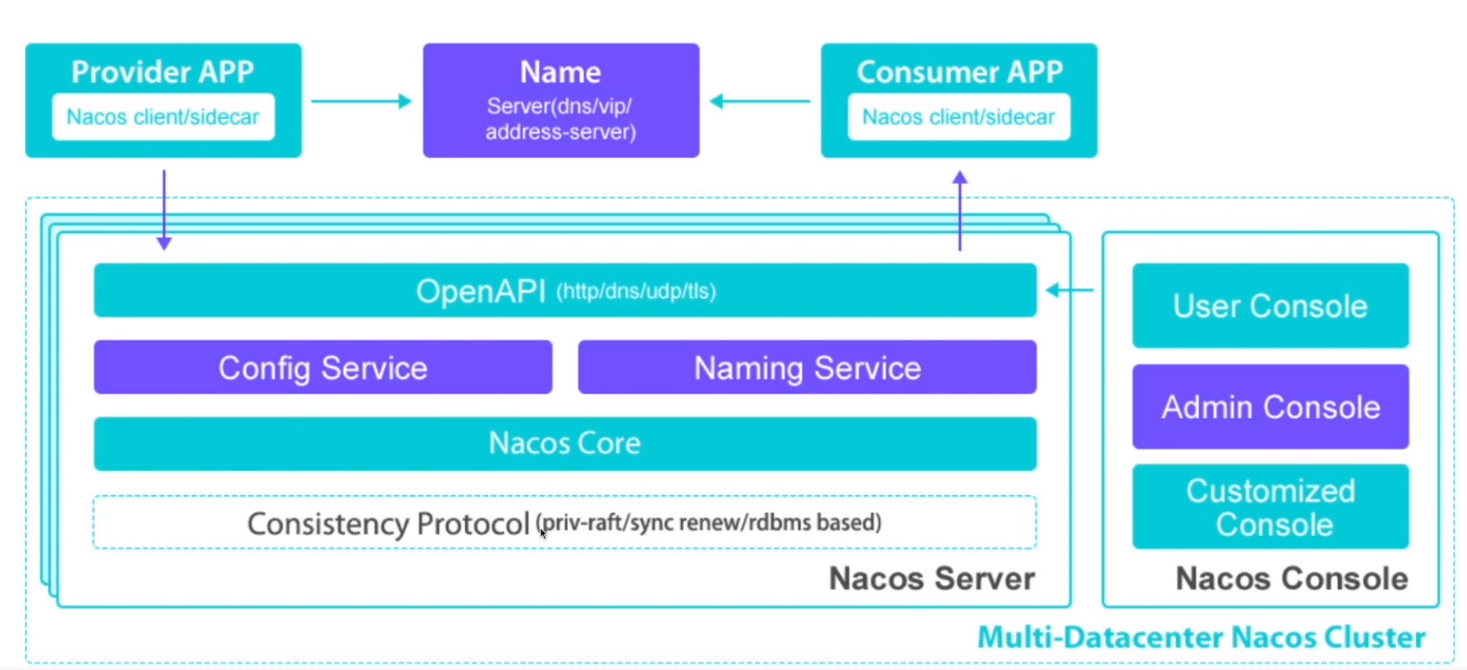 Provider APP
Nacos client/sidecar
Name
Server(dns/vip/
address-server)
Consumer APP
Nacos client/sidecar
OpenAPI (http/dns/udp/tls)
Config Service
Naming Service
Nacos Core
Consistency Protocol (priv-raft/sync renew/rdbms based)
Nacos Server
User Console
Admin Console
Customized
Console
Nacos Console
Multi-Datacenter Nacos Cluster